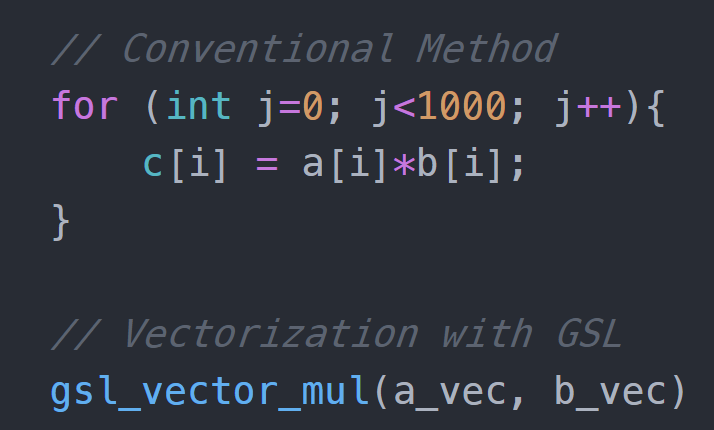 // Conventional Method
for (int j=0; j<1000; j++){
    c[i] = a[i]*b[i];
}
// Vectorization with GSL
gsl_vector_mul(a_vec, b_vec)